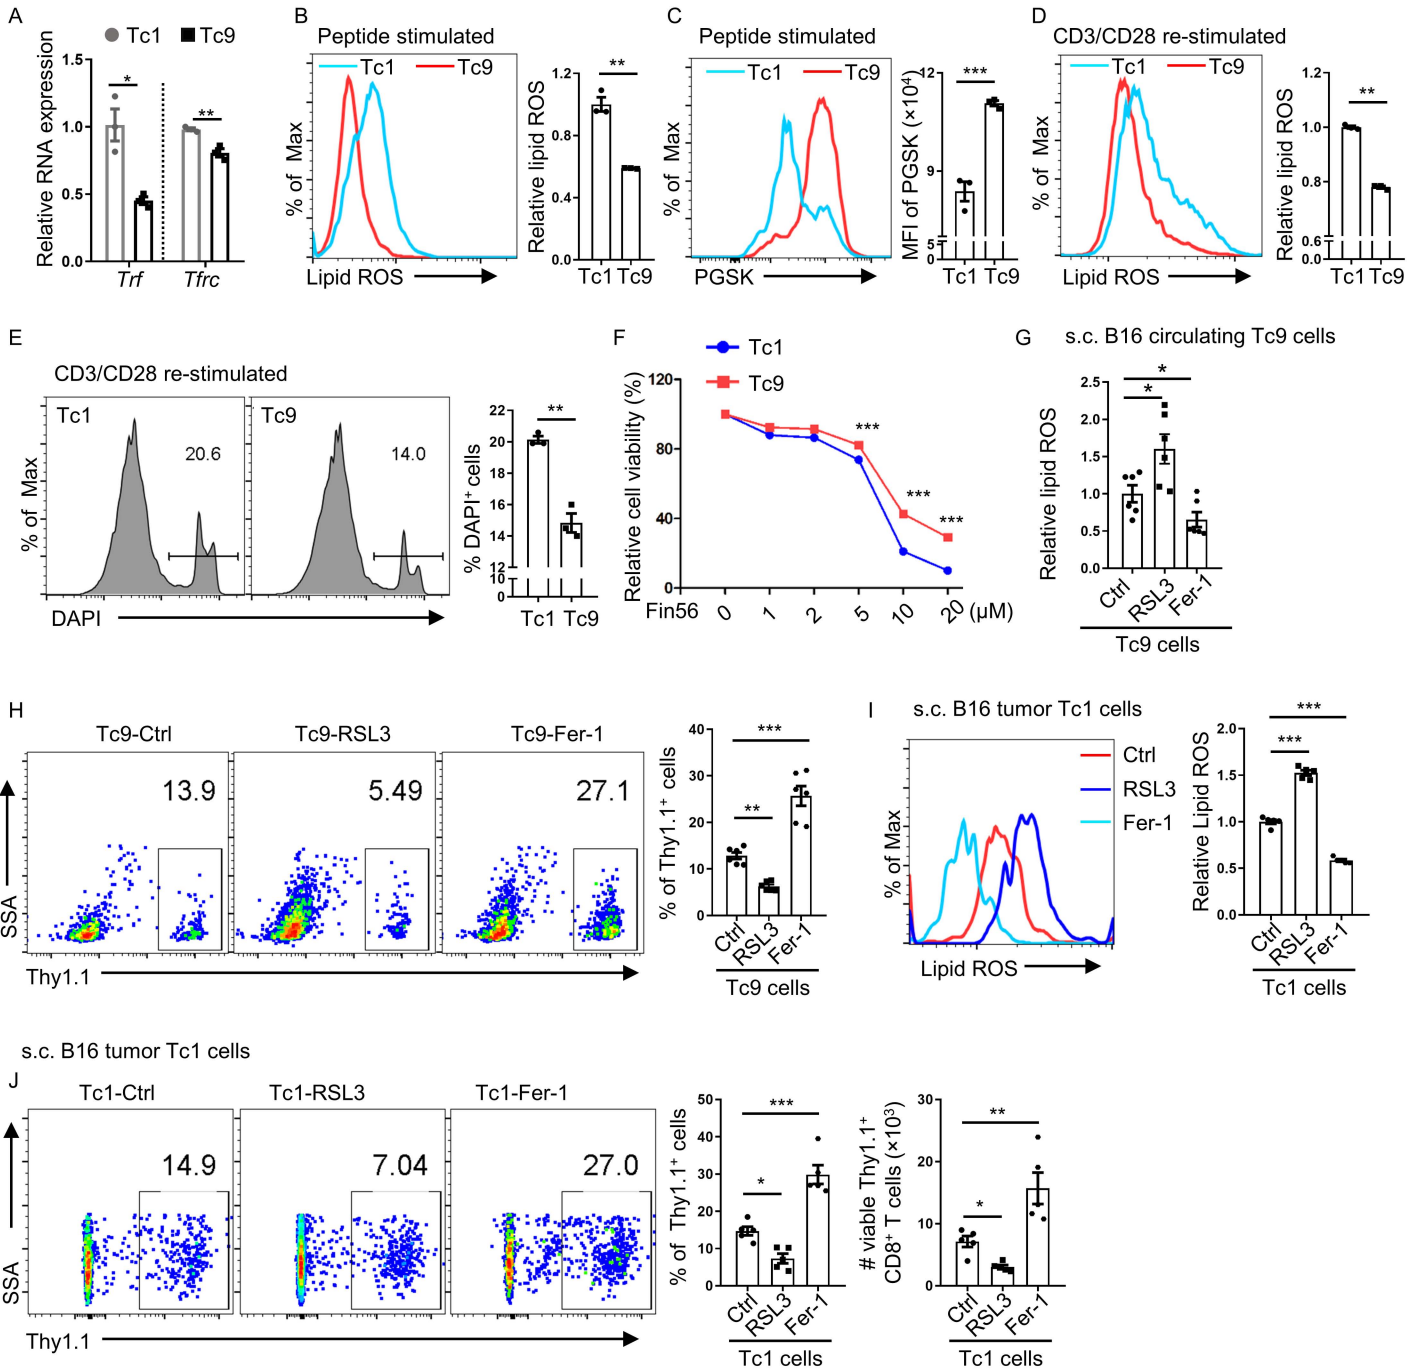 A
Tc1 Tc9
Relative RNA expression
1.5
1.0
0.5
0.0
* **
Trf Tfrc
B
Peptide stimulated
Tc1 Tc9
% of Max
Lipid ROS
Relative lipid ROS
1.2
0.8
0.4
0.0
**
Tc1 Tc9
C
Peptide stimulated
Tc1 Tc9
% of Max
PGSK
MFI of PGSK (×10⁴)
12
9
5
0
***
Tc1 Tc9
D
CD3/CD28 re-stimulated
Tc1 Tc9
% of Max
Lipid ROS
Relative lipid ROS
1.2
1.0
0.8
0.6
0.0
**
Tc1 Tc9
E
CD3/CD28 re-stimulated
Tc1 Tc9
20.6 14.0
% of Max
DAPI
% DAPI⁺ cells
22
20
18
16
14
12
10
0
**
Tc1 Tc9
F
Tc1
Tc9
Relative cell viability (%)
120
80
40
0
*** *** ***
Fin56 0 1 2 5 10 20 (μM)
G
s.c. B16 circulating Tc9 cells
Relative lipid ROS
2.5
2.0
1.5
1.0
0.5
0.0
*
*
Ctrl RSL3 Fer-1
Tc9 cells
H
Tc9-Ctrl Tc9-RSL3 Tc9-Fer-1
13.9 5.49 27.1
SSA
Thy1.1
% of Thy1.1⁺ cells
40
30
20
10
0
***
**
Ctrl RSL3 Fer-1
Tc9 cells
I
s.c. B16 tumor Tc1 cells
Ctrl
RSL3
Fer-1
% of Max
Lipid ROS
Relative Lipid ROS
2.0
1.5
1.0
0.5
0.0
***
***
Ctrl RSL3 Fer-1
Tc1 cells
s.c. B16 tumor Tc1 cells
J
Tc1-Ctrl Tc1-RSL3 Tc1-Fer-1
14.9 7.04 27.0
SSA
Thy1.1
% of Thy1.1⁺ cells
50
40
30
20
10
0
***
*
Ctrl RSL3 Fer-1
Tc1 cells
# viable Thy1.1⁺
CD8⁺ T cells (×10³)
30
20
10
0
**
*
Ctrl RSL3 Fer-1
Tc1 cells